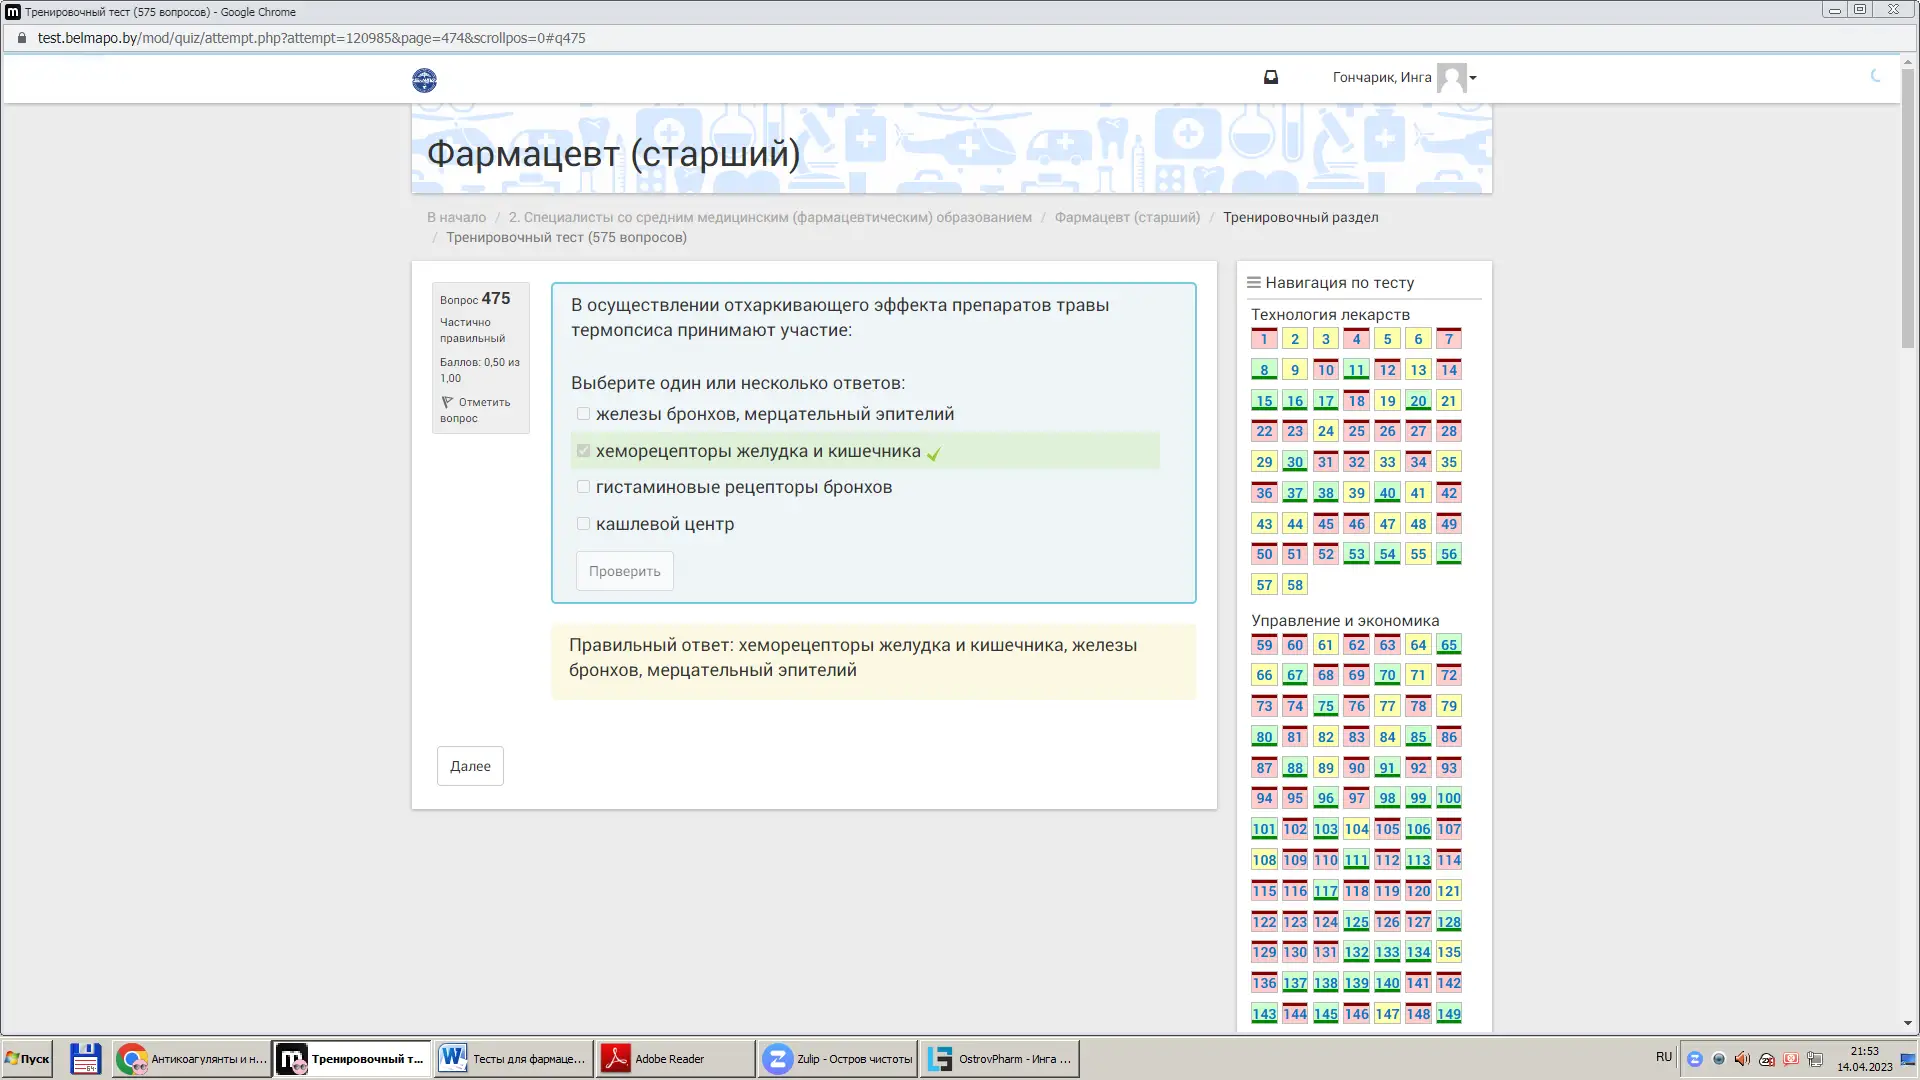 Тренировочный тест (575 вопросов) - Google Chrome
test.belmapo.by/mod/quiz/attempt.php?attempt=120985&page=474&scrollpos=0#q475
Гончарик, Инга
Фармацевт (старший)
В начало / 2. Специалисты со средним медицинским (фармацевтическим) образованием / Фармацевт (старший) / Тренировочный раздел
/ Тренировочный тест (575 вопросов)
Вопрос 475
Частично
правильный
Баллов: 0,50 из
1,00
Отметить
вопрос
В осуществлении отхаркивающего эффекта препаратов травы
термопсиса принимают участие:
Выберите один или несколько ответов:
железы бронхов, мерцательный эпителий
хеморецепторы желудка и кишечника
гистаминовые рецепторы бронхов
кашлевой центр
Проверить
Правильный ответ: хеморецепторы желудка и кишечника, железы
бронхов, мерцательный эпителий
Далее
Навигация по тесту
Технология лекарств
1 2 3 4 5 6 7
8 9 10 11 12 13 14
15 16 17 18 19 20 21
22 23 24 25 26 27 28
29 30 31 32 33 34 35
36 37 38 39 40 41 42
43 44 45 46 47 48 49
50 51 52 53 54 55 56
57 58
Управление и экономика
59 60 61 62 63 64 65
66 67 68 69 70 71 72
73 74 75 76 77 78 79
80 81 82 83 84 85 86
87 88 89 90 91 92 93
94 95 96 97 98 99 100
101 102 103 104 105 106 107
108 109 110 111 112 113 114
115 116 117 118 119 120 121
122 123 124 125 126 127 128
129 130 131 132 133 134 135
136 137 138 139 140 141 142
143 144 145 146 147 148 149
Пуск
Антикоагулянты и н...
Тренировочный т...
Тесты для фармаце...
Adobe Reader
Zulip - Остров чистоты
OstrovPharm - Инга ...
RU
21:53
14.04.2023